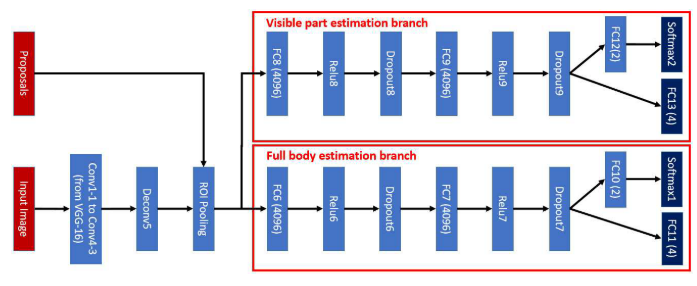 Visible part estimation branch
Proposals
FC8 (4096)
Relu8
Dropout8
FC9 (4096)
Relu9
Dropout9
FC12(2)
Softmax2
FC13 (4)
Full body estimation branch
Input Image
Conv1-1 to Conv4-3
(from VGG-16)
Deconv5
ROI Pooling
FC6 (4096)
Relu6
Dropout6
FC7 (4096)
Relu7
Dropout7
FC10 (2)
Softmax1
FC11 (4)